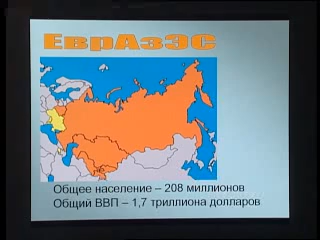 ЕврАзЭС
Общее население – 208 миллионов
Общий ВВП – 1,7 триллиона долларов